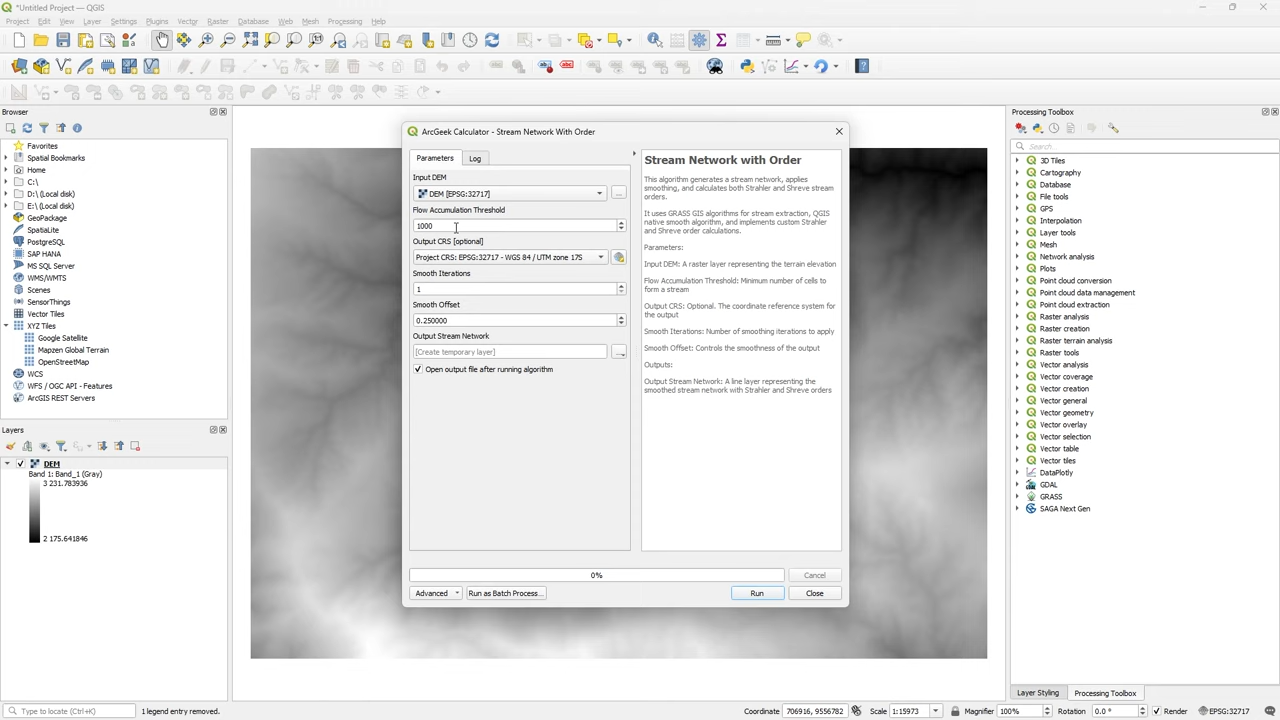 *Untitled Project — QGIS
Project Edit View Layer Settings Plugins Vector Raster Database Web Mesh Processing Help
Browser
Favorites
Spatial Bookmarks
Home
C:\
D:\ (Local disk)
E:\ (Local disk)
GeoPackage
SpatiaLite
PostgreSQL
SAP HANA
MS SQL Server
WMS/WMTS
Scenes
SensorThings
Vector Tiles
XYZ Tiles
Google Satellite
Mapzen Global Terrain
OpenStreetMap
WCS
WFS / OGC API - Features
ArcGIS REST Servers
Layers
DEM
Band 1: Band_1 (Gray)
3 231.783936
2 175.641846
ArcGeek Calculator - Stream Network With Order
Parameters Log
Input DEM
DEM [EPSG:32717]
Flow Accumulation Threshold
1000
Output CRS [optional]
Project CRS: EPSG:32717 - WGS 84 / UTM zone 17S
Smooth Iterations
1
Smooth Offset
0.250000
Output Stream Network
[Create temporary layer]
Open output file after running algorithm
Stream Network with Order
This algorithm generates a stream network, applies
smoothing, and calculates both Strahler and Shreve stream
orders.
It uses GRASS GIS algorithms for stream extraction, QGIS
native smooth algorithm, and implements custom Strahler
and Shreve order calculations.
Parameters:
Input DEM: A raster layer representing the terrain elevation
Flow Accumulation Threshold: Minimum number of cells to
form a stream
Output CRS: Optional. The coordinate reference system for
the output
Smooth Iterations: Number of smoothing iterations to apply
Smooth Offset: Controls the smoothness of the output
Outputs:
Output Stream Network: A line layer representing the
smoothed stream network with Strahler and Shreve orders
0%
Cancel
Advanced Run as Batch Process... Run Close
Processing Toolbox
Search...
3D Tiles
Cartography
Database
File tools
GPS
Interpolation
Layer tools
Mesh
Network analysis
Plots
Point cloud conversion
Point cloud data management
Point cloud extraction
Raster analysis
Raster creation
Raster terrain analysis
Raster tools
Vector analysis
Vector coverage
Vector creation
Vector general
Vector geometry
Vector overlay
Vector selection
Vector table
Vector tiles
DataPlotly
GDAL
GRASS
SAGA Next Gen
Layer Styling Processing Toolbox
Type to locate (Ctrl+K) 1 legend entry removed. Coordinate 706916, 9556782 Scale 1:15973 Magnifier 100% Rotation 0.0 ° Render EPSG:32717